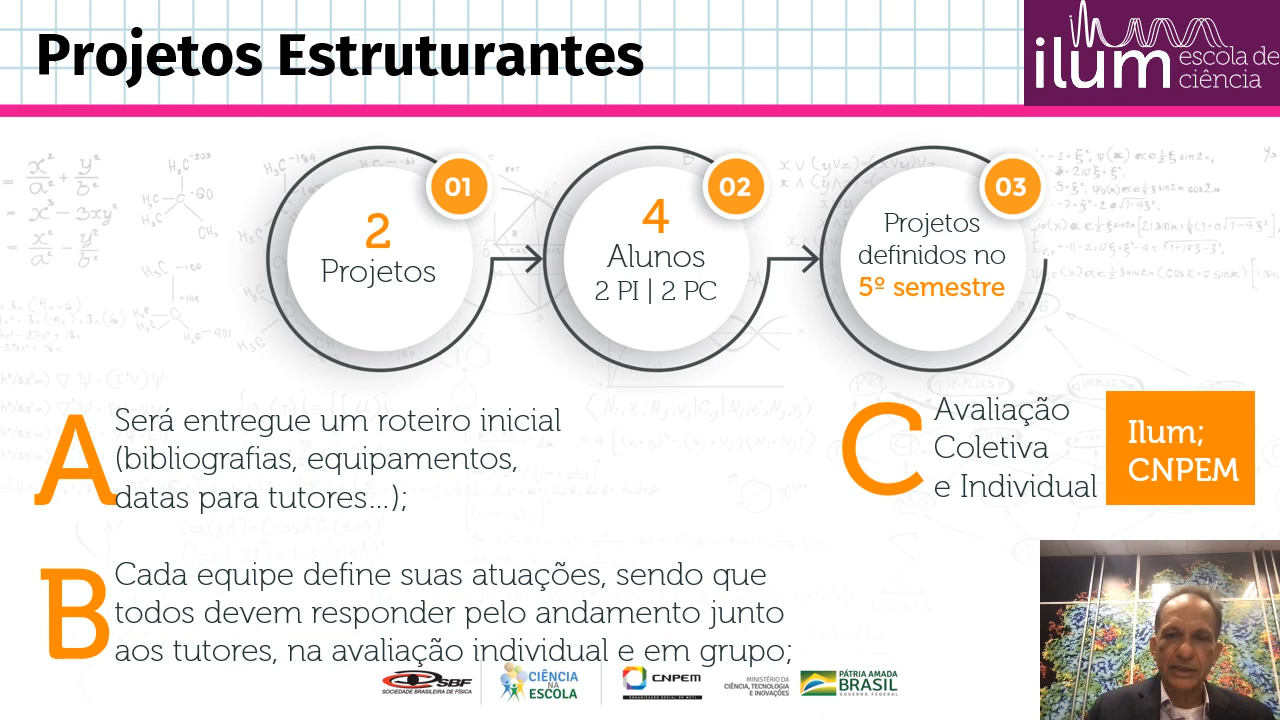 Projetos Estruturantes
ilum
escola de
ciência
01
2
Projetos
02
4
Alunos
2 PI | 2 PC
03
Projetos
definidos no
5º semestre
A
Será entregue um roteiro inicial
(bibliografias, equipamentos,
datas para tutores...);
B
Cada equipe define suas atuações, sendo que
todos devem responder pelo andamento junto
aos tutores, na avaliação individual e em grupo;
C
Avaliação
Coletiva
e Individual
Ilum;
CNPEM
SBF
SOCIEDADE BRASILEIRA DE FÍSICA
CIÊNCIA
NA
ESCOLA
CNPEM
MINISTÉRIO DA
CIÊNCIA, TECNOLOGIA
E INOVAÇÕES
PÁTRIA AMADA
BRASIL
GOVERNO FEDERAL